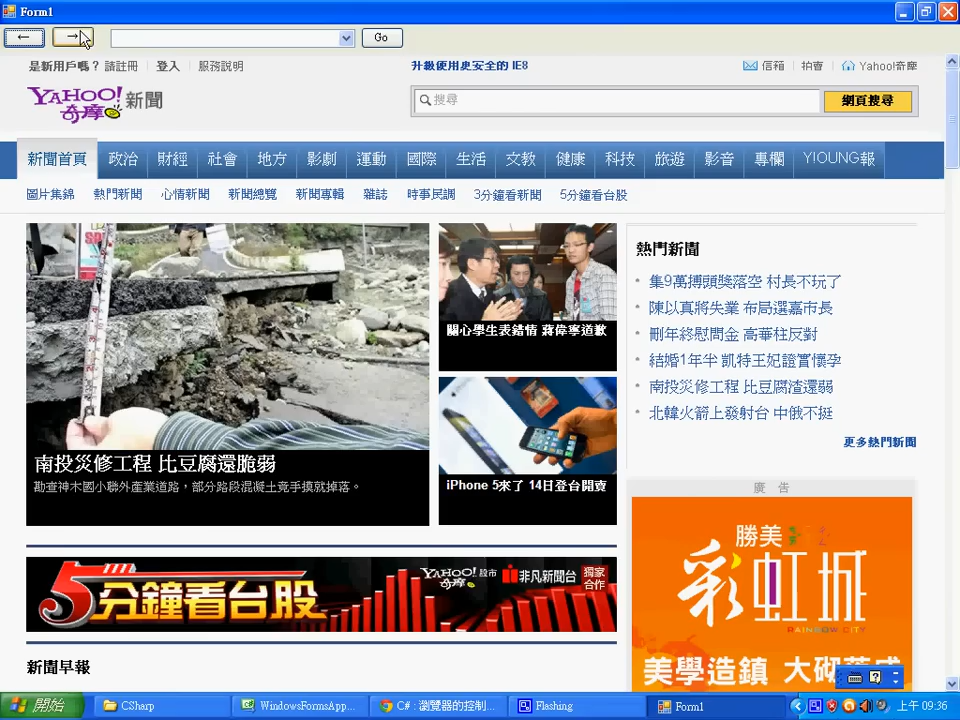 Form1
← → Go
是新用戶嗎？請註冊 登入 服務說明 升級使用更安全的 IE8 信箱 拍賣 Yahoo!奇摩
YAHOO! 奇摩 新聞 搜尋 網頁搜尋
新聞首頁 政治 財經 社會 地方 影劇 運動 國際 生活 文教 健康 科技 旅遊 影音 專欄 Y!OUNG報
圖片集錦 熱門新聞 心情新聞 新聞總覽 新聞專輯 雜誌 時事民調 3分鐘看新聞 5分鐘看台股
熱門新聞
集9萬搏頭獎落空 村長不玩了
陳以真將失業 布局選嘉市長
刪年終慰問金 高華柱反對
結婚1年半 凱特王妃證實懷孕
南投災修工程 比豆腐渣還脆弱
北韓火箭上發射台 中俄不挺
更多熱門新聞
關心學生表錯情 蔣偉寧道歉
南投災修工程 比豆腐還脆弱
勘查神木國小聯外產業道路，部分路段混凝土竟手摸就掉落。
iPhone 5來了 14日登台開賣
廣 告
勝美
彩虹城
RAINBOW CITY
美學造鎮
5分鐘看台股
YAHOO! 奇摩 股市 非凡新聞台 獨家合作
新聞早報
開始 CSharp WindowsFormsApp... C# : 瀏覽器的控制... Flashing Form1 上午 09:36